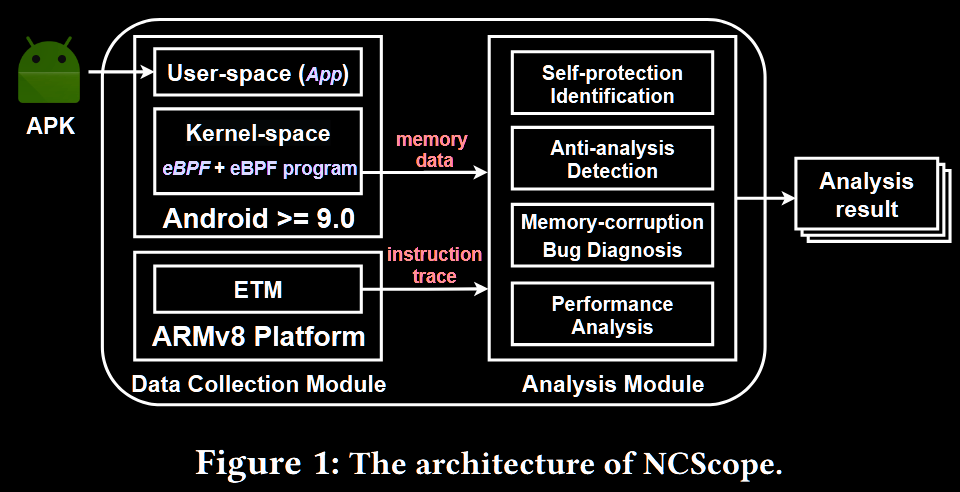 APK
User-space (App)
Kernel-space
eBPF + eBPF program
Android >= 9.0
ETM
ARMv8 Platform
Data Collection Module
memory
data
instruction
trace
Self-protection
Identification
Anti-analysis
Detection
Memory-corruption
Bug Diagnosis
Performance
Analysis
Analysis Module
Analysis
result
Figure 1: The architecture of NCScope.